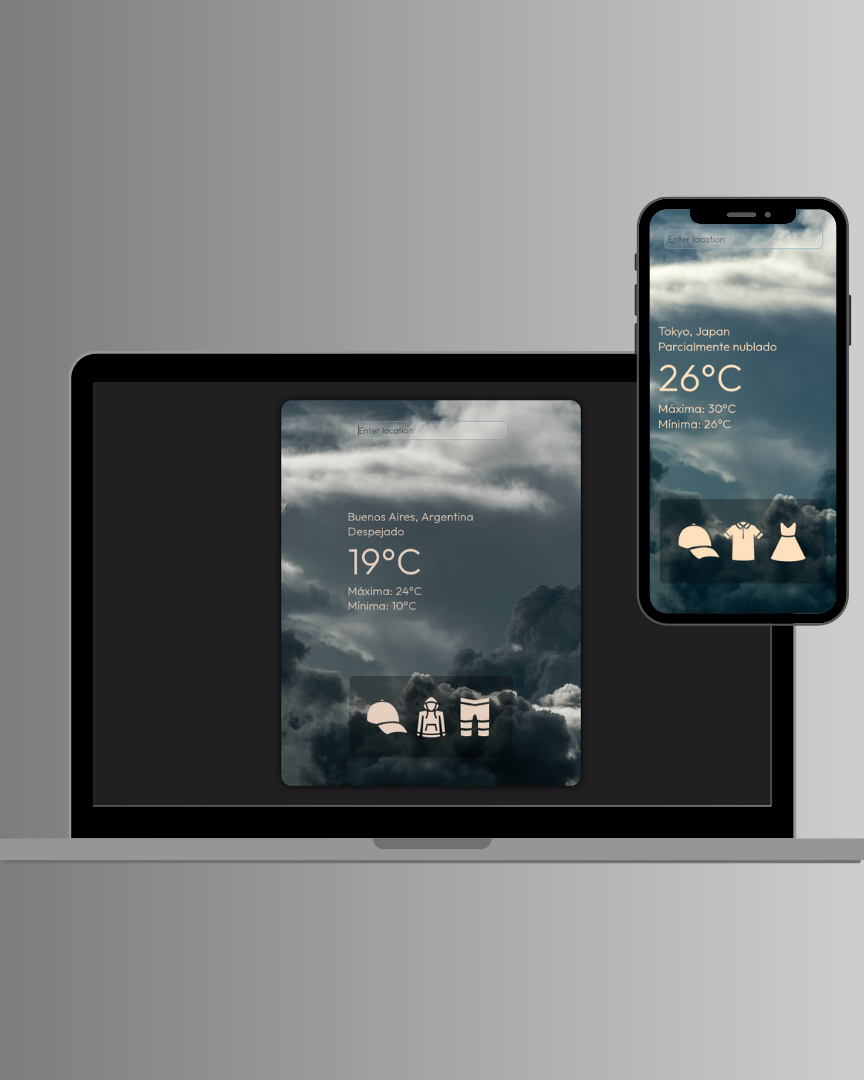 Enter location
Buenos Aires, Argentina
Despejado
19°C
Máxima: 24°C
Mínima: 10°C
Enter location
Tokyo, Japan
Parcialmente nublado
26°C
Máxima: 30°C
Mínima: 26°C